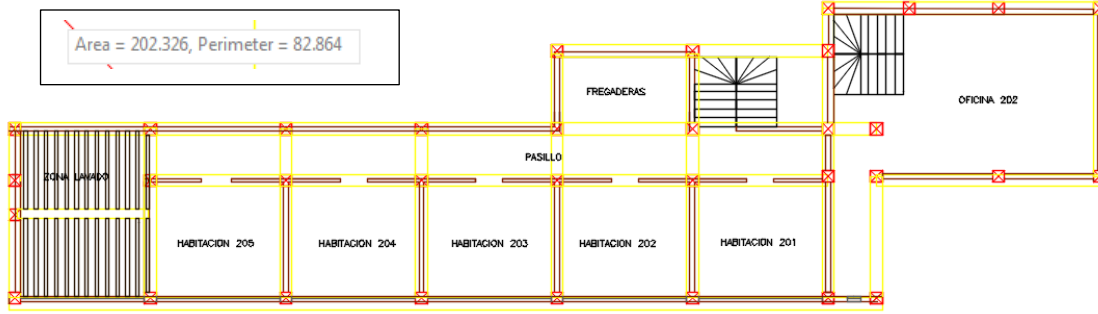 Area = 202.326, Perimeter = 82.864
FREGADERAS
OFICINA 202
PASILLO
ZONA LAVADO
HABITACION 205
HABITACION 204
HABITACION 203
HABITACION 202
HABITACION 201